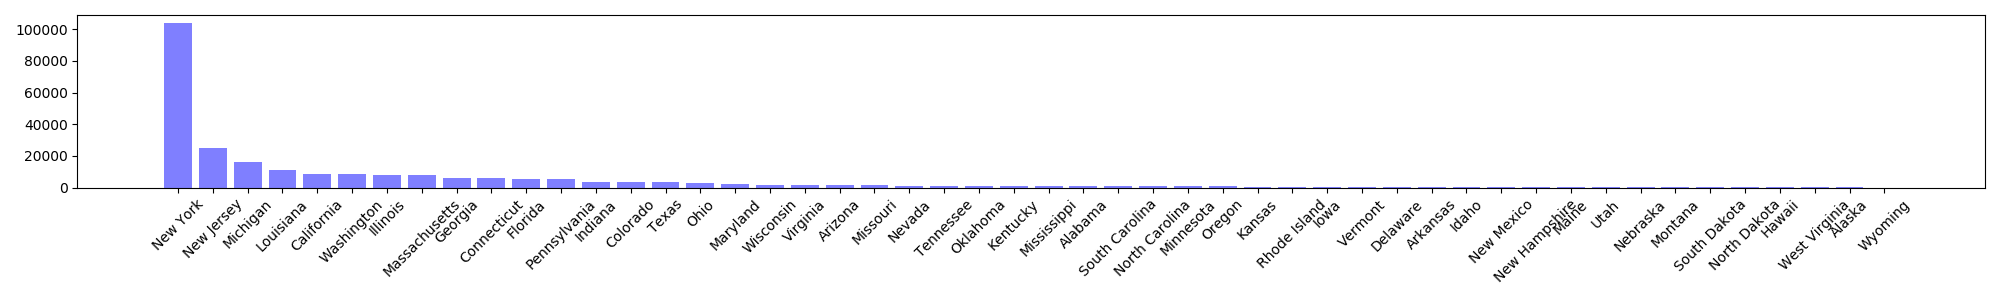 100000
80000
60000
40000
20000
0
New York
New Jersey
Michigan
Louisiana
California
Washington
Illinois
Massachusetts
Georgia
Connecticut
Florida
Pennsylvania
Indiana
Colorado
Texas
Ohio
Maryland
Wisconsin
Virginia
Arizona
Missouri
Nevada
Tennessee
Oklahoma
Kentucky
Mississippi
Alabama
South Carolina
North Carolina
Minnesota
Oregon
Kansas
Rhode Island
Iowa
Vermont
Delaware
Arkansas
Idaho
New Mexico
New Hampshire
Maine
Utah
Nebraska
Montana
South Dakota
North Dakota
Hawaii
West Virginia
Alaska
Wyoming